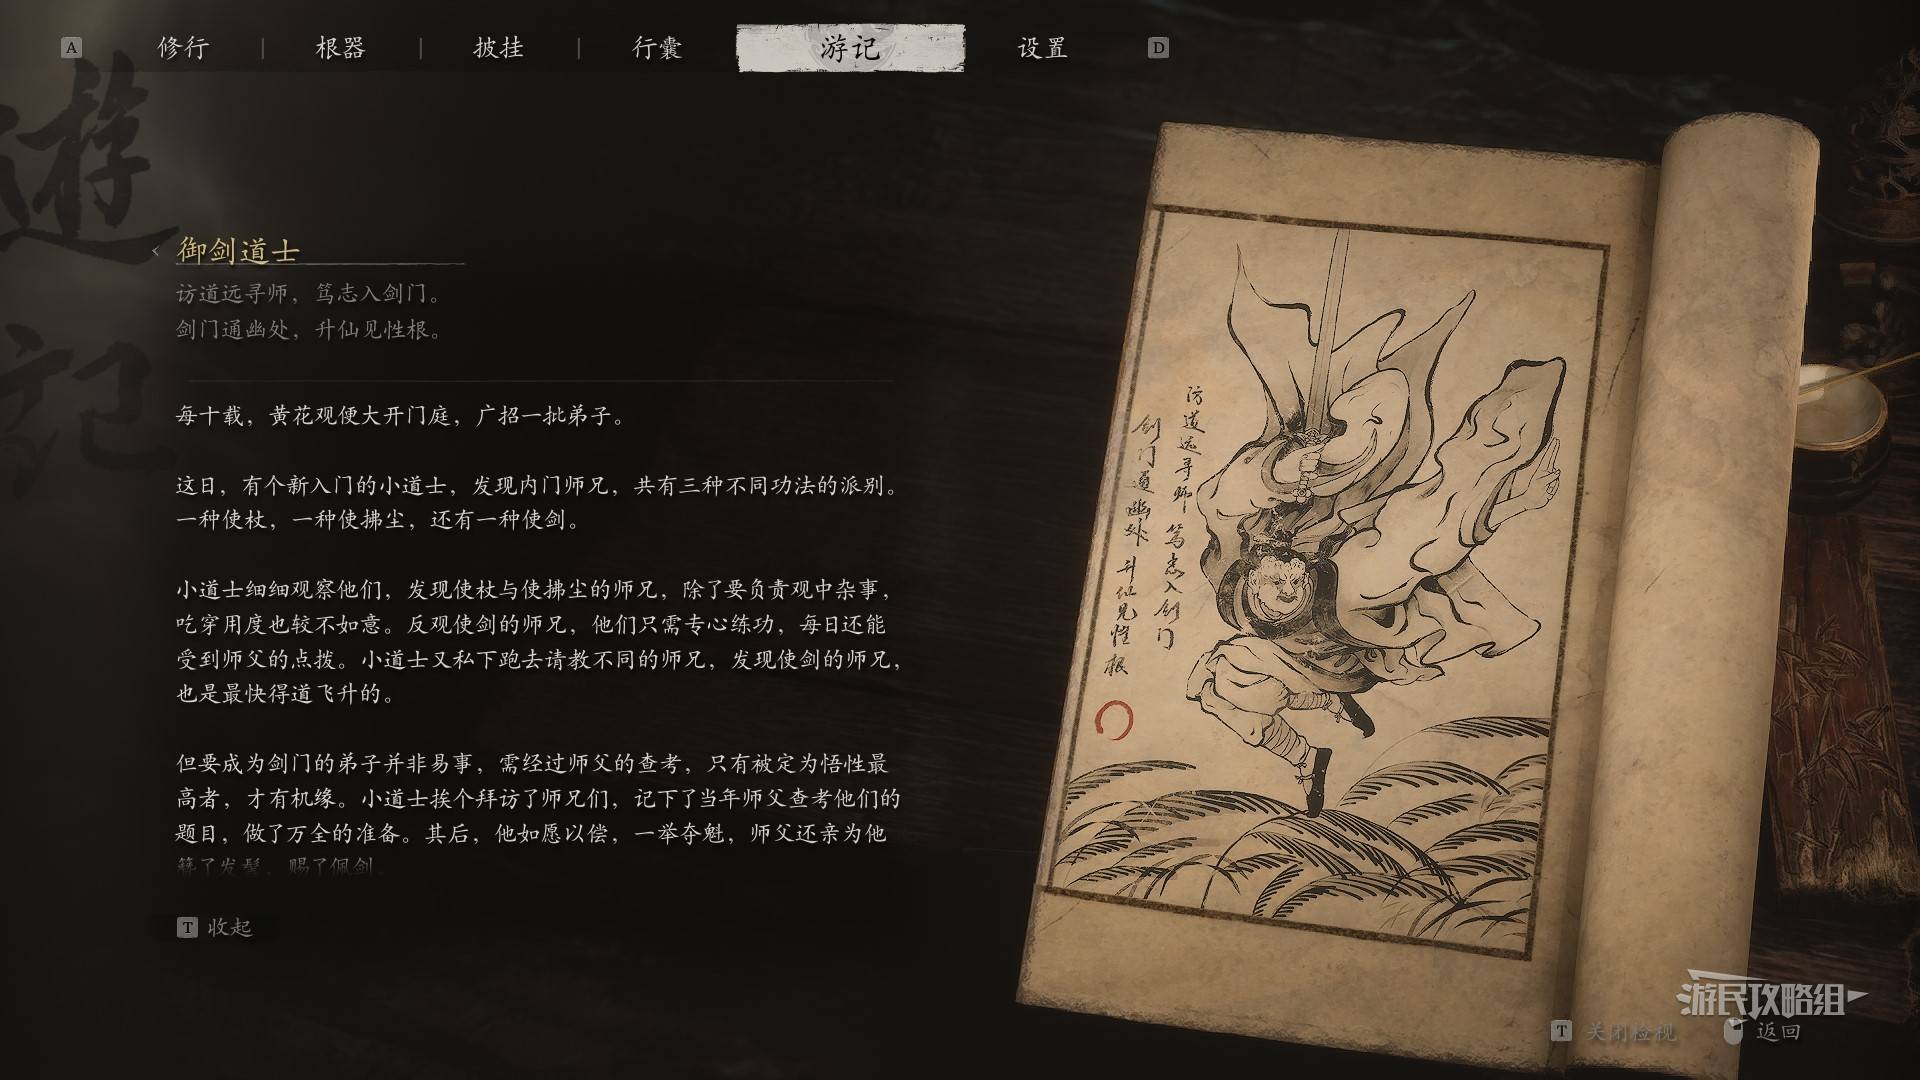 A 修行 | 根器 | 披挂 | 行囊 | 游记 | 设置 D
遊記
御剑道士
访道远寻师，笃志入剑门。
剑门通幽处，升仙见性根。
每十载，黄花观便大开门庭，广招一批弟子。
这日，有个新入门的小道士，发现内门师兄，共有三种不同功法的派别。
一种使杖，一种使拂尘，还有一种使剑。
小道士细细观察他们，发现使杖与使拂尘的师兄，除了要负责观中杂事，
吃穿用度也较不如意。反观使剑的师兄，他们只需专心练功，每日还能
受到师父的点拨。小道士又私下跑去请教不同的师兄，发现使剑的师兄，
也是最快得道飞升的。
但要成为剑门的弟子并非易事，需经过师父的查考，只有被定为悟性最
高者，才有机缘。小道士挨个拜访了师兄们，记下了当年师父查考他们的
题目，做了万全的准备。其后，他如愿以偿，一举夺魁，师父还亲为他
簪了发髻，赐了佩剑。
T 收起
访道远寻师 笃志入剑门
剑门通幽处 升仙见性根
游民攻略组
T 关闭检视 返回